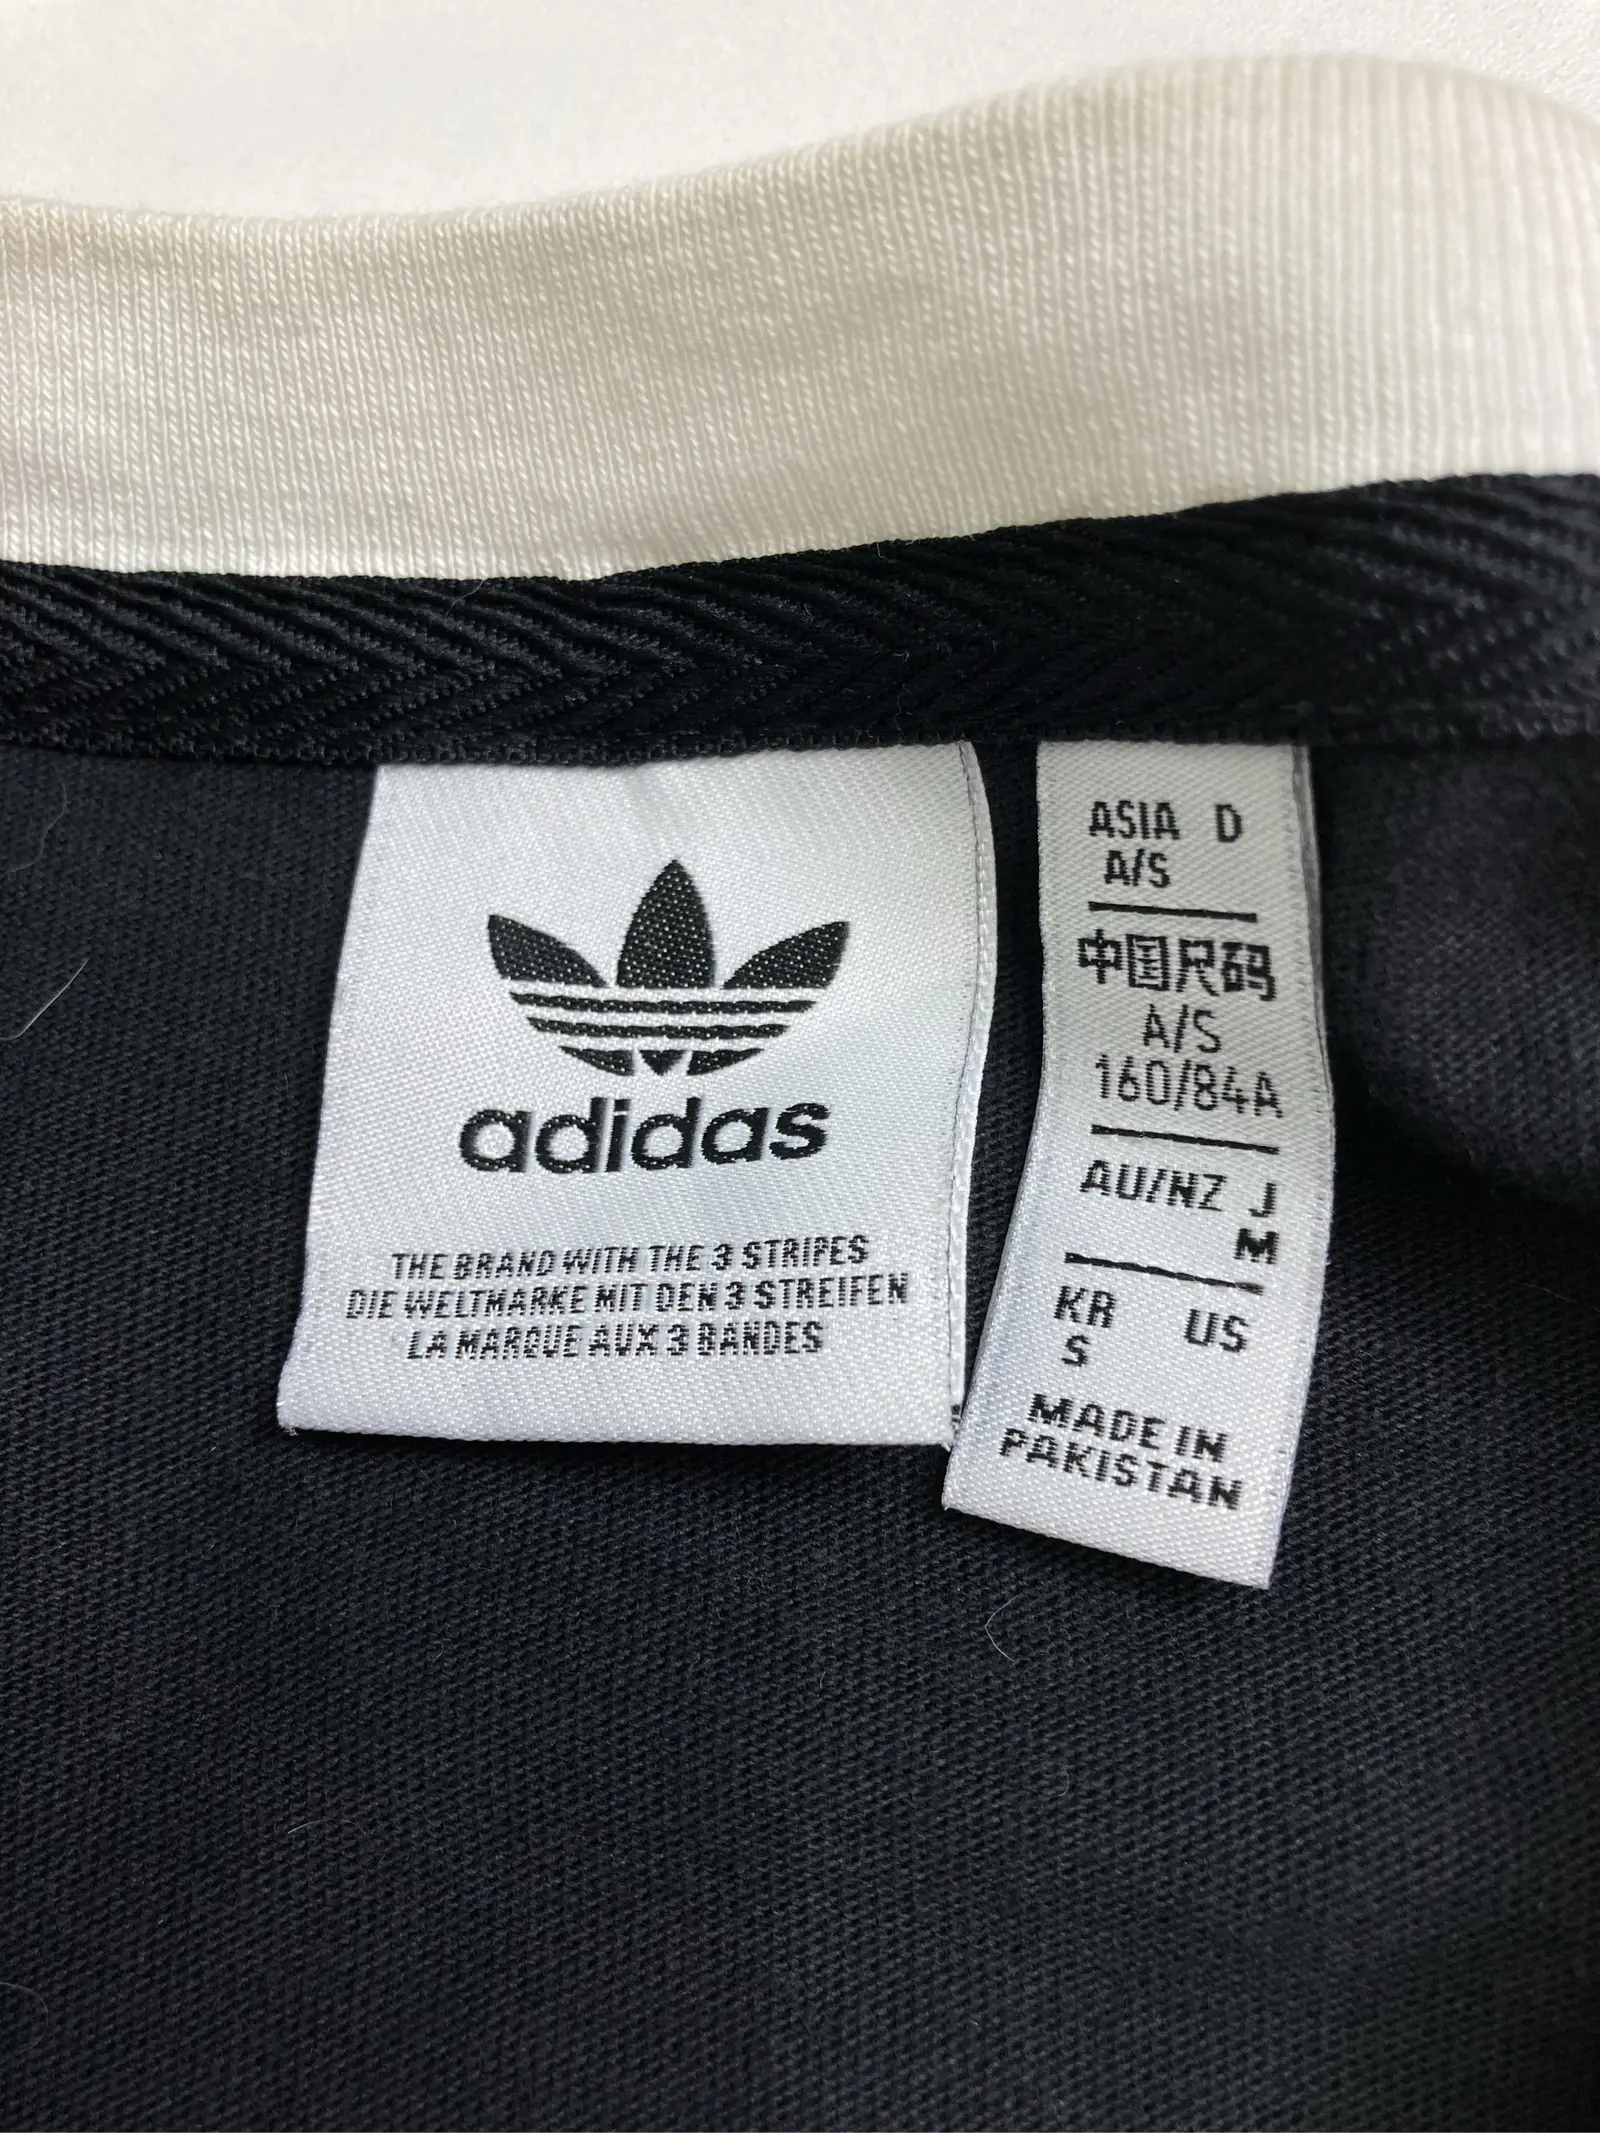 adidas
THE BRAND WITH THE 3 STRIPES
DIE WELTMARKE MIT DEN 3 STREIFEN
LA MARQUE AUX 3 BANDES
ASIA D
A/S
中国尺码
A/S
160/84A
AU/NZ J
M
KR US
S
MADE IN
PAKISTAN